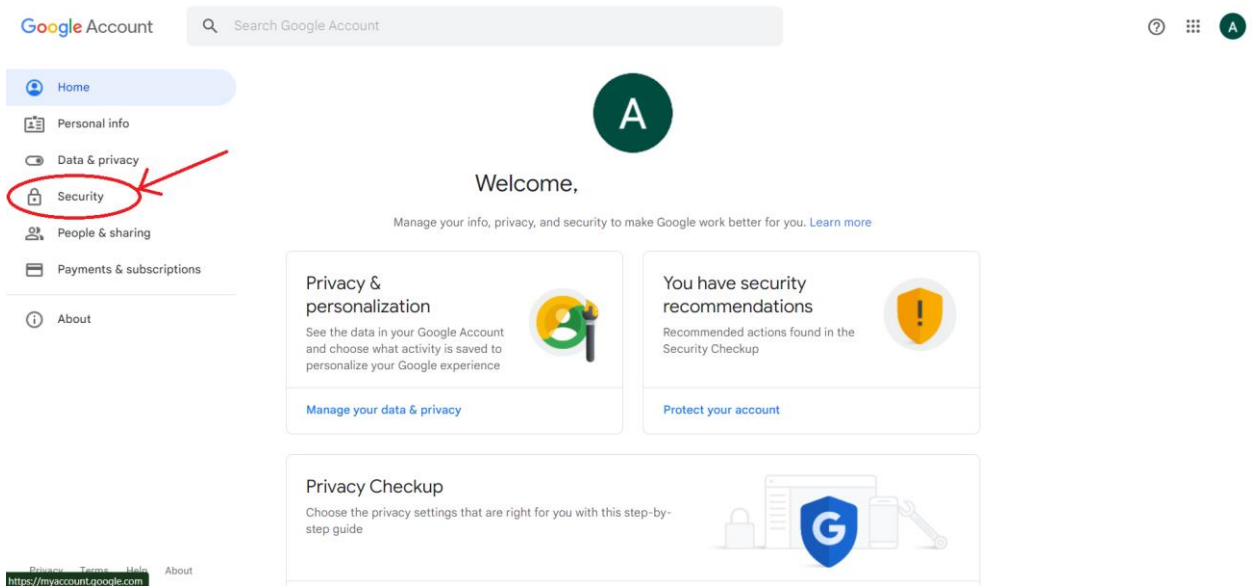 Google Account
Search Google Account
A
Home
Personal info
Data & privacy
Security
People & sharing
Payments & subscriptions
About
A
Welcome,
Manage your info, privacy, and security to make Google work better for you. Learn more
Privacy &
personalization
See the data in your Google Account
and choose what activity is saved to
personalize your Google experience
Manage your data & privacy
You have security
recommendations
Recommended actions found in the
Security Checkup
Protect your account
Privacy Checkup
Choose the privacy settings that are right for you with this step-by-
step guide
G
Privacy Terms Help About
https://myaccount.google.com